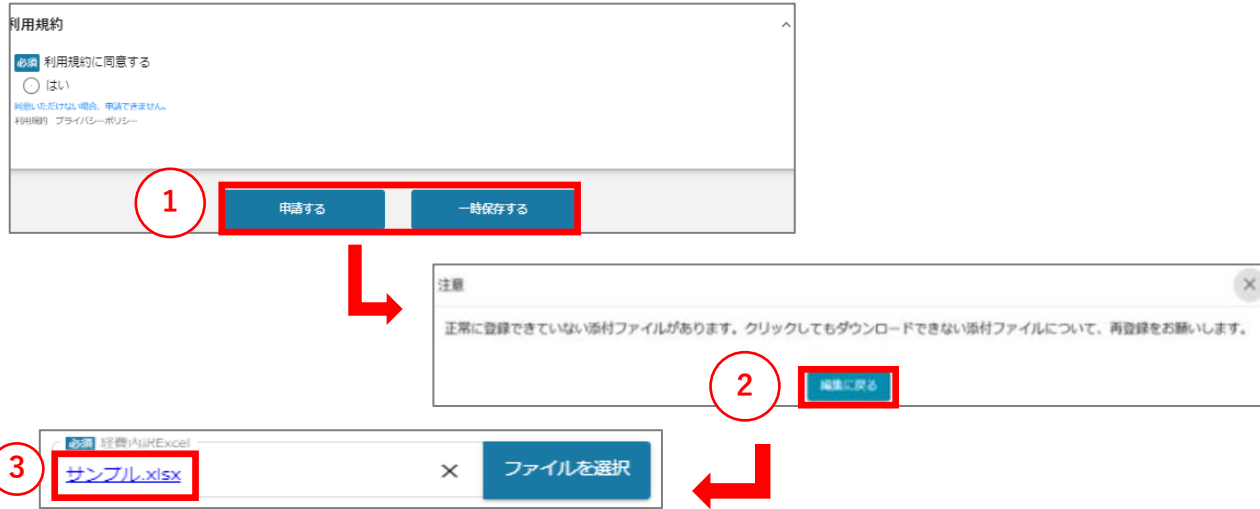 利用規約
必須 利用規約に同意する
はい
同意いただけない場合、申請できません。
利用規約 プライバシーポリシー
1
申請する
一時保存する
注意
正常に登録できていない添付ファイルがあります。クリックしてもダウンロードできない添付ファイルについて、再登録をお願いします。
2
編集に戻る
必須 経費内訳Excel
3
サンプル.xlsx
ファイルを選択